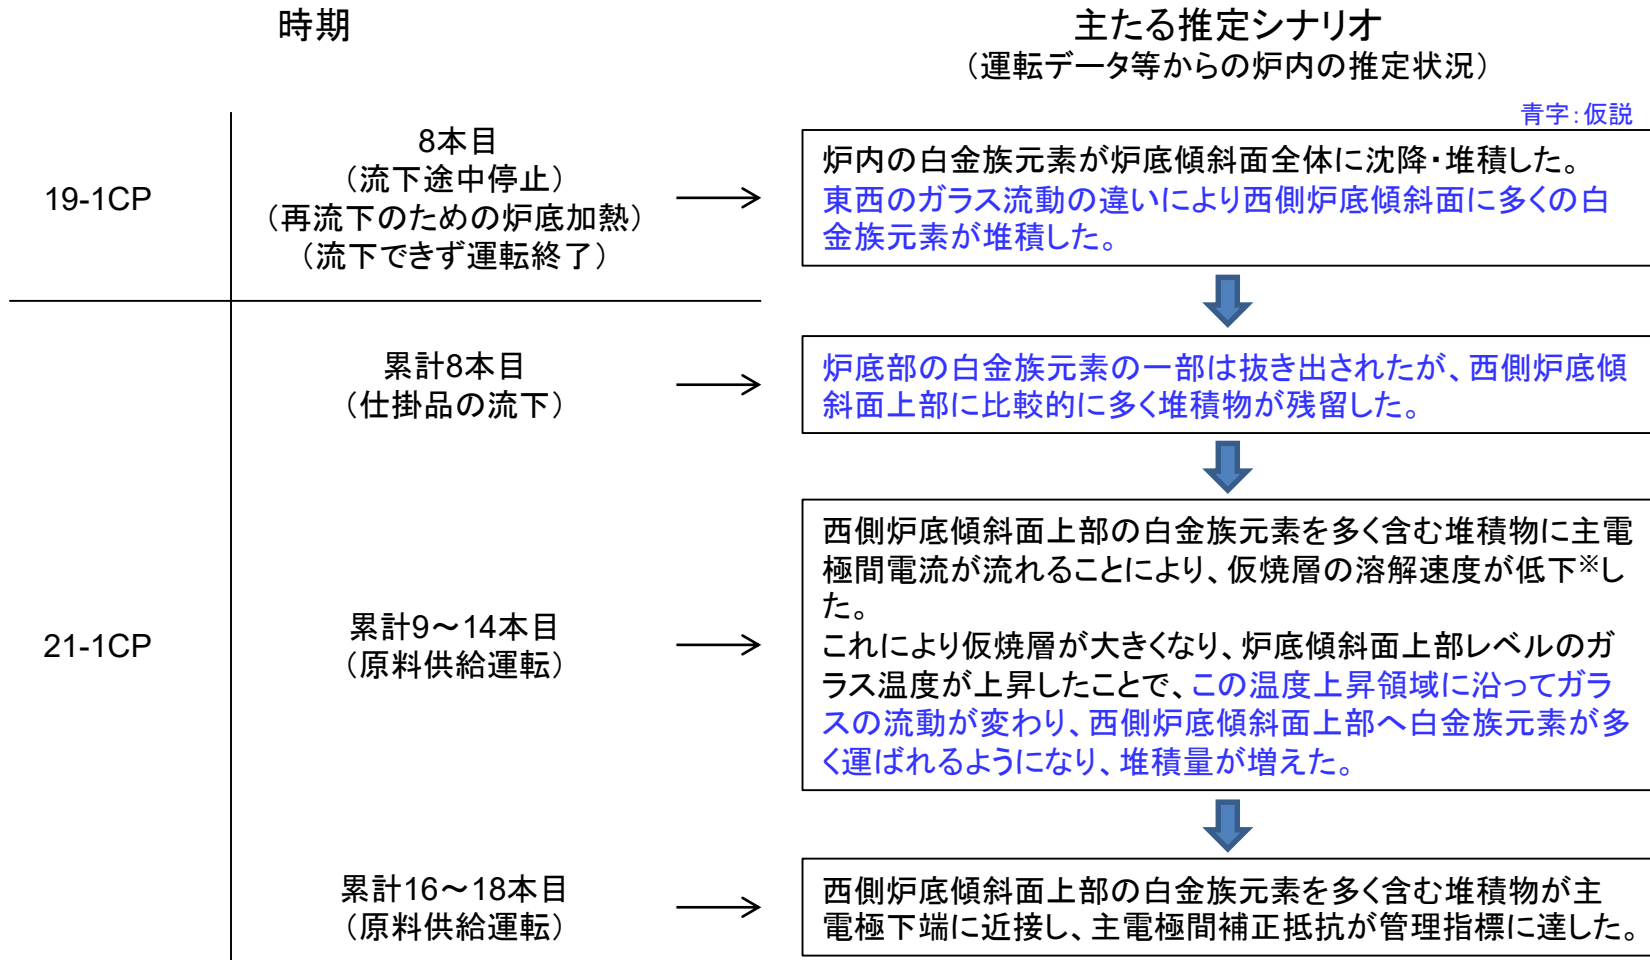 時期
主たる推定シナリオ
（運転データ等からの炉内の推定状況）
青字：仮説
19-1CP
8本目
（流下途中停止）
（再流下のための炉底加熱）
（流下できず運転終了）
炉内の白金族元素が炉底傾斜面全体に沈降・堆積した。
東西のガラス流動の違いにより西側炉底傾斜面に多くの白
金族元素が堆積した。
21-1CP
累計8本目
（仕掛品の流下）
炉底部の白金族元素の一部は抜き出されたが、西側炉底傾
斜面上部に比較的に多く堆積物が残留した。
累計9～14本目
（原料供給運転）
西側炉底傾斜面上部の白金族元素を多く含む堆積物に主電
極間電流が流れることにより、仮焼層の溶解速度が低下※し
た。
これにより仮焼層が大きくなり、炉底傾斜面上部レベルのガ
ラス温度が上昇したことで、この温度上昇領域に沿ってガラ
スの流動が変わり、西側炉底傾斜面上部へ白金族元素が多
く運ばれるようになり、堆積量が増えた。
累計16～18本目
（原料供給運転）
西側炉底傾斜面上部の白金族元素を多く含む堆積物が主
電極下端に近接し、主電極間補正抵抗が管理指標に達した。